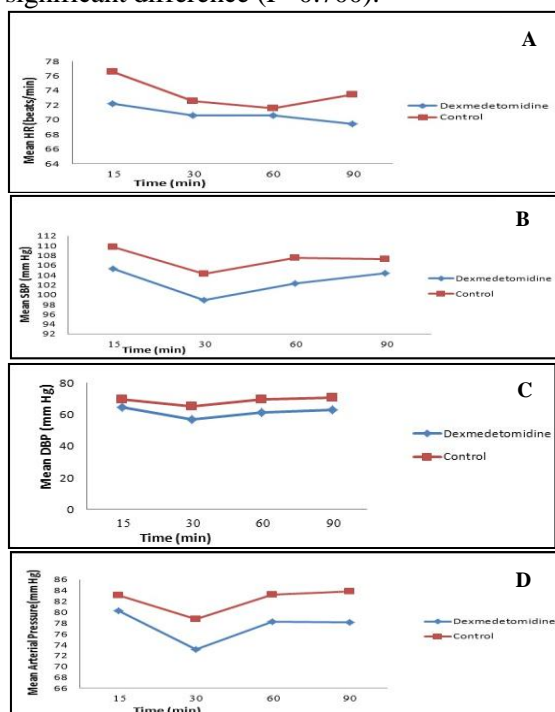 A
78
76
74
72
70
68
66
64
Mean HR(beats/min)
15 30 60 90
Time (min)
Dexmedetomidine
Control
B
112
110
108
106
104
102
100
98
96
94
92
Mean SBP (mm Hg)
15 30 60 90
Time (min)
Dexmedetomidine
Control
C
80
60
40
20
0
Mean DBP (mm Hg)
15 30 60 90
Time (min)
Dexmedetomidine
Control
D
86
84
82
80
78
76
74
72
70
68
66
Mean Arterial Pressure(mm Hg)
15 30 60 90
Time (min)
Dexmedetomidine
Control